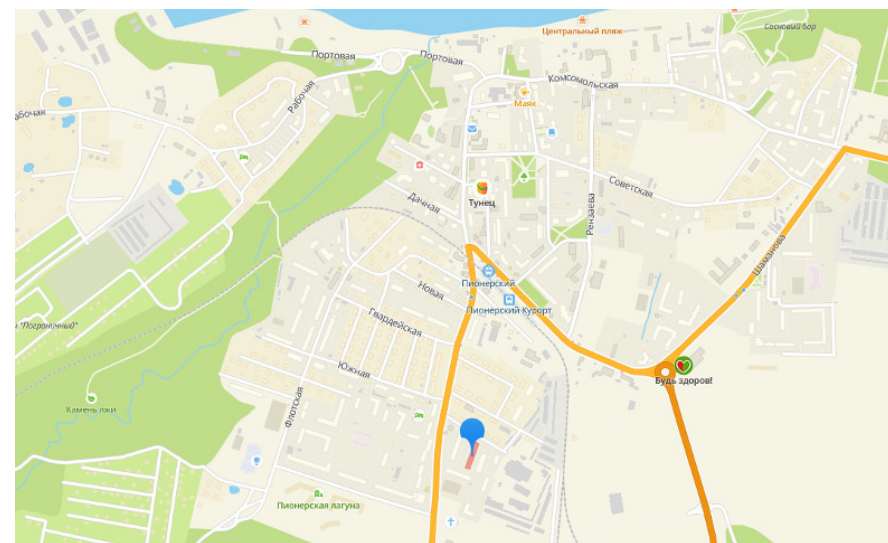 Центральный пляж
Сосновый бор
Портовая
Портовая
Комсомольская
Рабочая
Маяк
Советская
Дачная
Тунец
Рензаева
Шаманова
Пионерский
Новая
Пионерский Курорт
"Пограничный"
Гвардейская
Южная
Будь здоров!
Флотская
Камень лжи
Пионерская лагуна